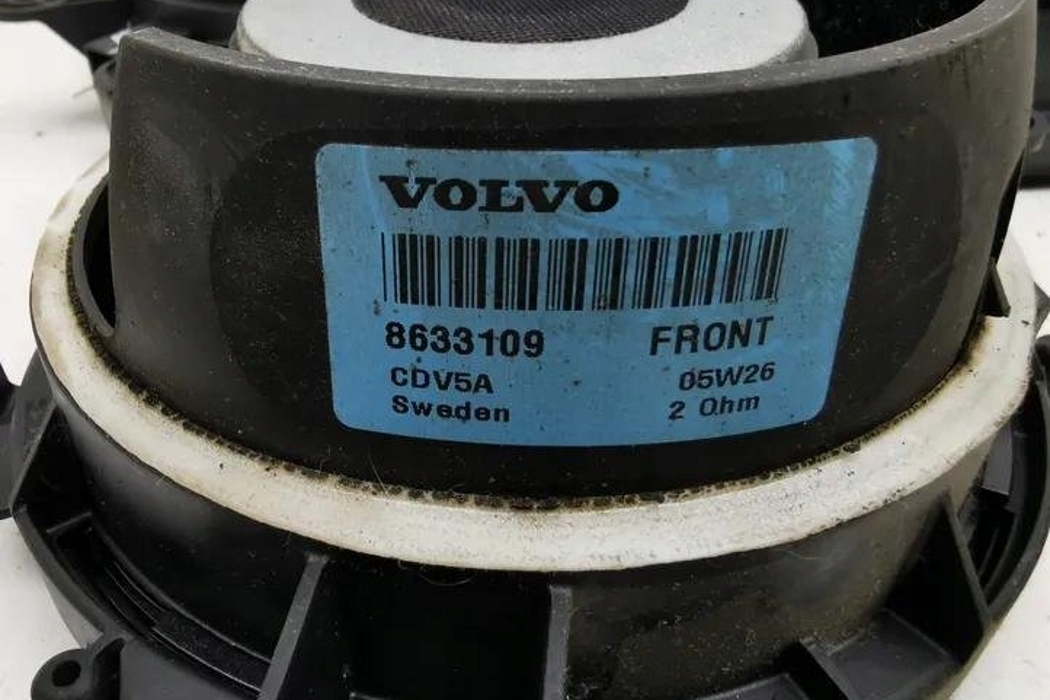 VOLVO
8633109 FRONT
CDV5A 05W26
Sweden 2 Ohm